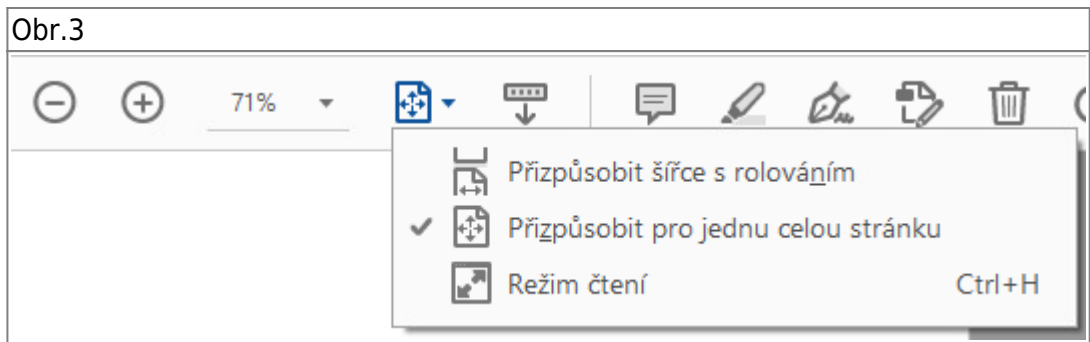 Obr.3
71%
Přizpůsobit šířce s rolováním
Přizpůsobit pro jednu celou stránku
Režim čtení Ctrl+H